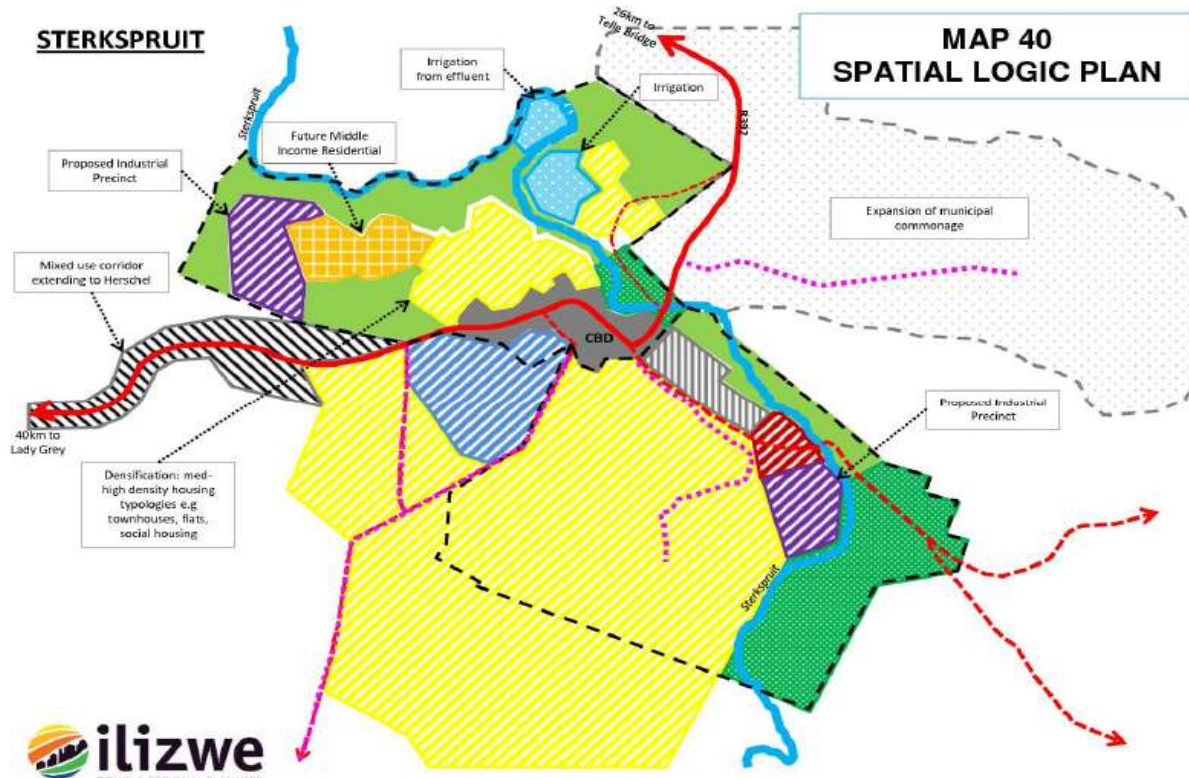 STERKSPRUIT
MAP 40
SPATIAL LOGIC PLAN
26km to
Telle Bridge
R392
Irrigation
from effluent
Irrigation
Sterkspruit
Future Middle
Income Residential
Proposed Industrial
Precinct
Expansion of municipal
commonage
Mixed use corridor
extending to Herschel
CBD
40km to
Lady Grey
Proposed Industrial
Precinct
Densification: med-
high density housing
typologies e.g
townhouses, flats,
social housing
Sterkspruit
ilizwe